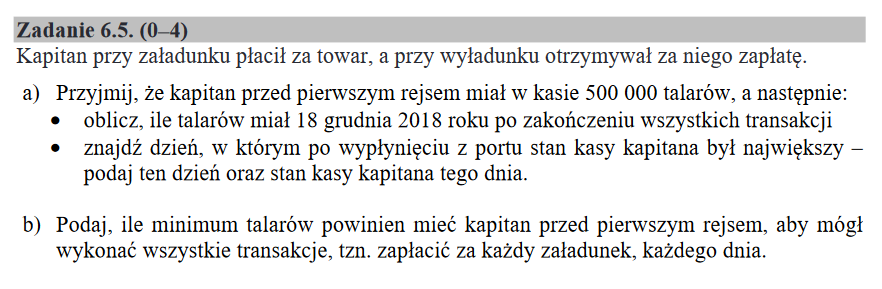 Zadanie 6.5. (0–4)
Kapitan przy załadunku płacił za towar, a przy wyładunku otrzymywał za niego zapłatę.
a) Przyjmij, że kapitan przed pierwszym rejsem miał w kasie 500 000 talarów, a następnie:
• oblicz, ile talarów miał 18 grudnia 2018 roku po zakończeniu wszystkich transakcji
• znajdź dzień, w którym po wypłynięciu z portu stan kasy kapitana był największy –
podaj ten dzień oraz stan kasy kapitana tego dnia.
b) Podaj, ile minimum talarów powinien mieć kapitan przed pierwszym rejsem, aby mógł
wykonać wszystkie transakcje, tzn. zapłacić za każdy załadunek, każdego dnia.